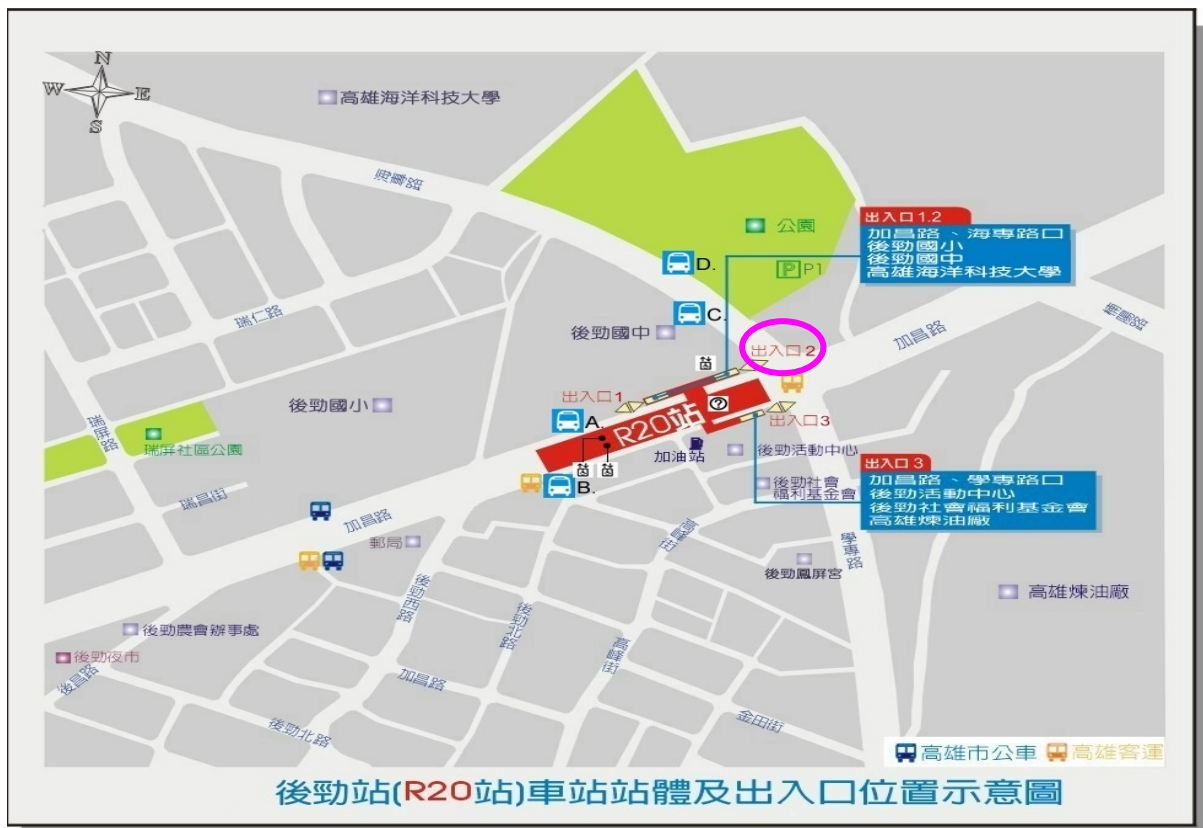 N
W E
S
高雄海洋科技大學
公園
P P1
D.
C.
後勁國中
出入口2
出入口1.2
加昌路、海專路口
後勁國小
後勁國中
高雄海洋科技大學
加昌路
瑞仁路
出入口1
A.
R20站
?
出入口3
後勁國小
瑞屏路
瑞屏社區公園
加油站
後勁活動中心
B.
後勁社會
福利基金會
出入口 3
加昌路、學專路口
後勁活動中心
後勁社會福利基金會
高雄煉油廠
瑞昌街
加昌路
郵局
高峰街
學專路
後勁鳳屏宮
高雄煉油廠
後勁西路
後勁北路
後勁農會辦事處
後勁夜市
後昌路
高峰街
加昌路
後勁北路
金田街
高雄市公車 高雄客運
後勁站(R20站)車站站體及出入口位置示意圖